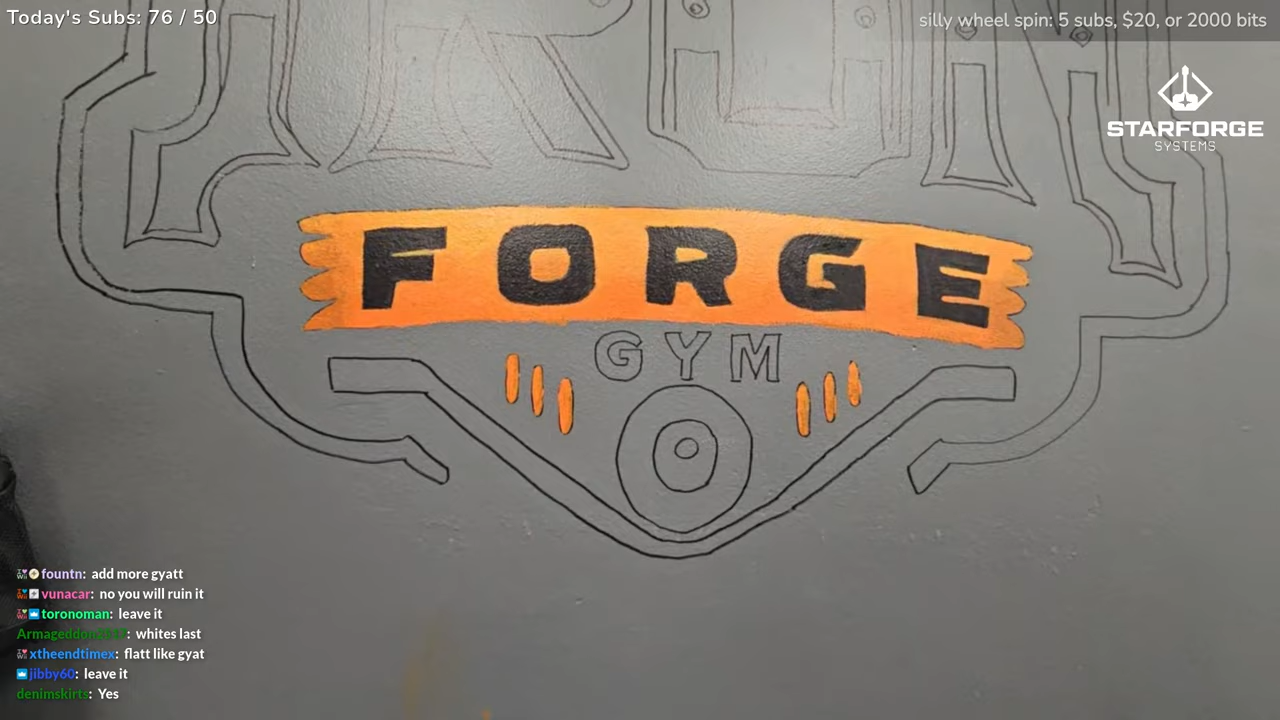 Today's Subs: 76 / 50
silly wheel spin: 5 subs, $20, or 2000 bits
STARFORGE
SYSTEMS
FORGE
GYM
fountn: add more gyatt
vunacar: no you will ruin it
toronoman: leave it
whites last
xtheendtimex: flatt like gyat
jibby60: leave it
denimskirts: Yes